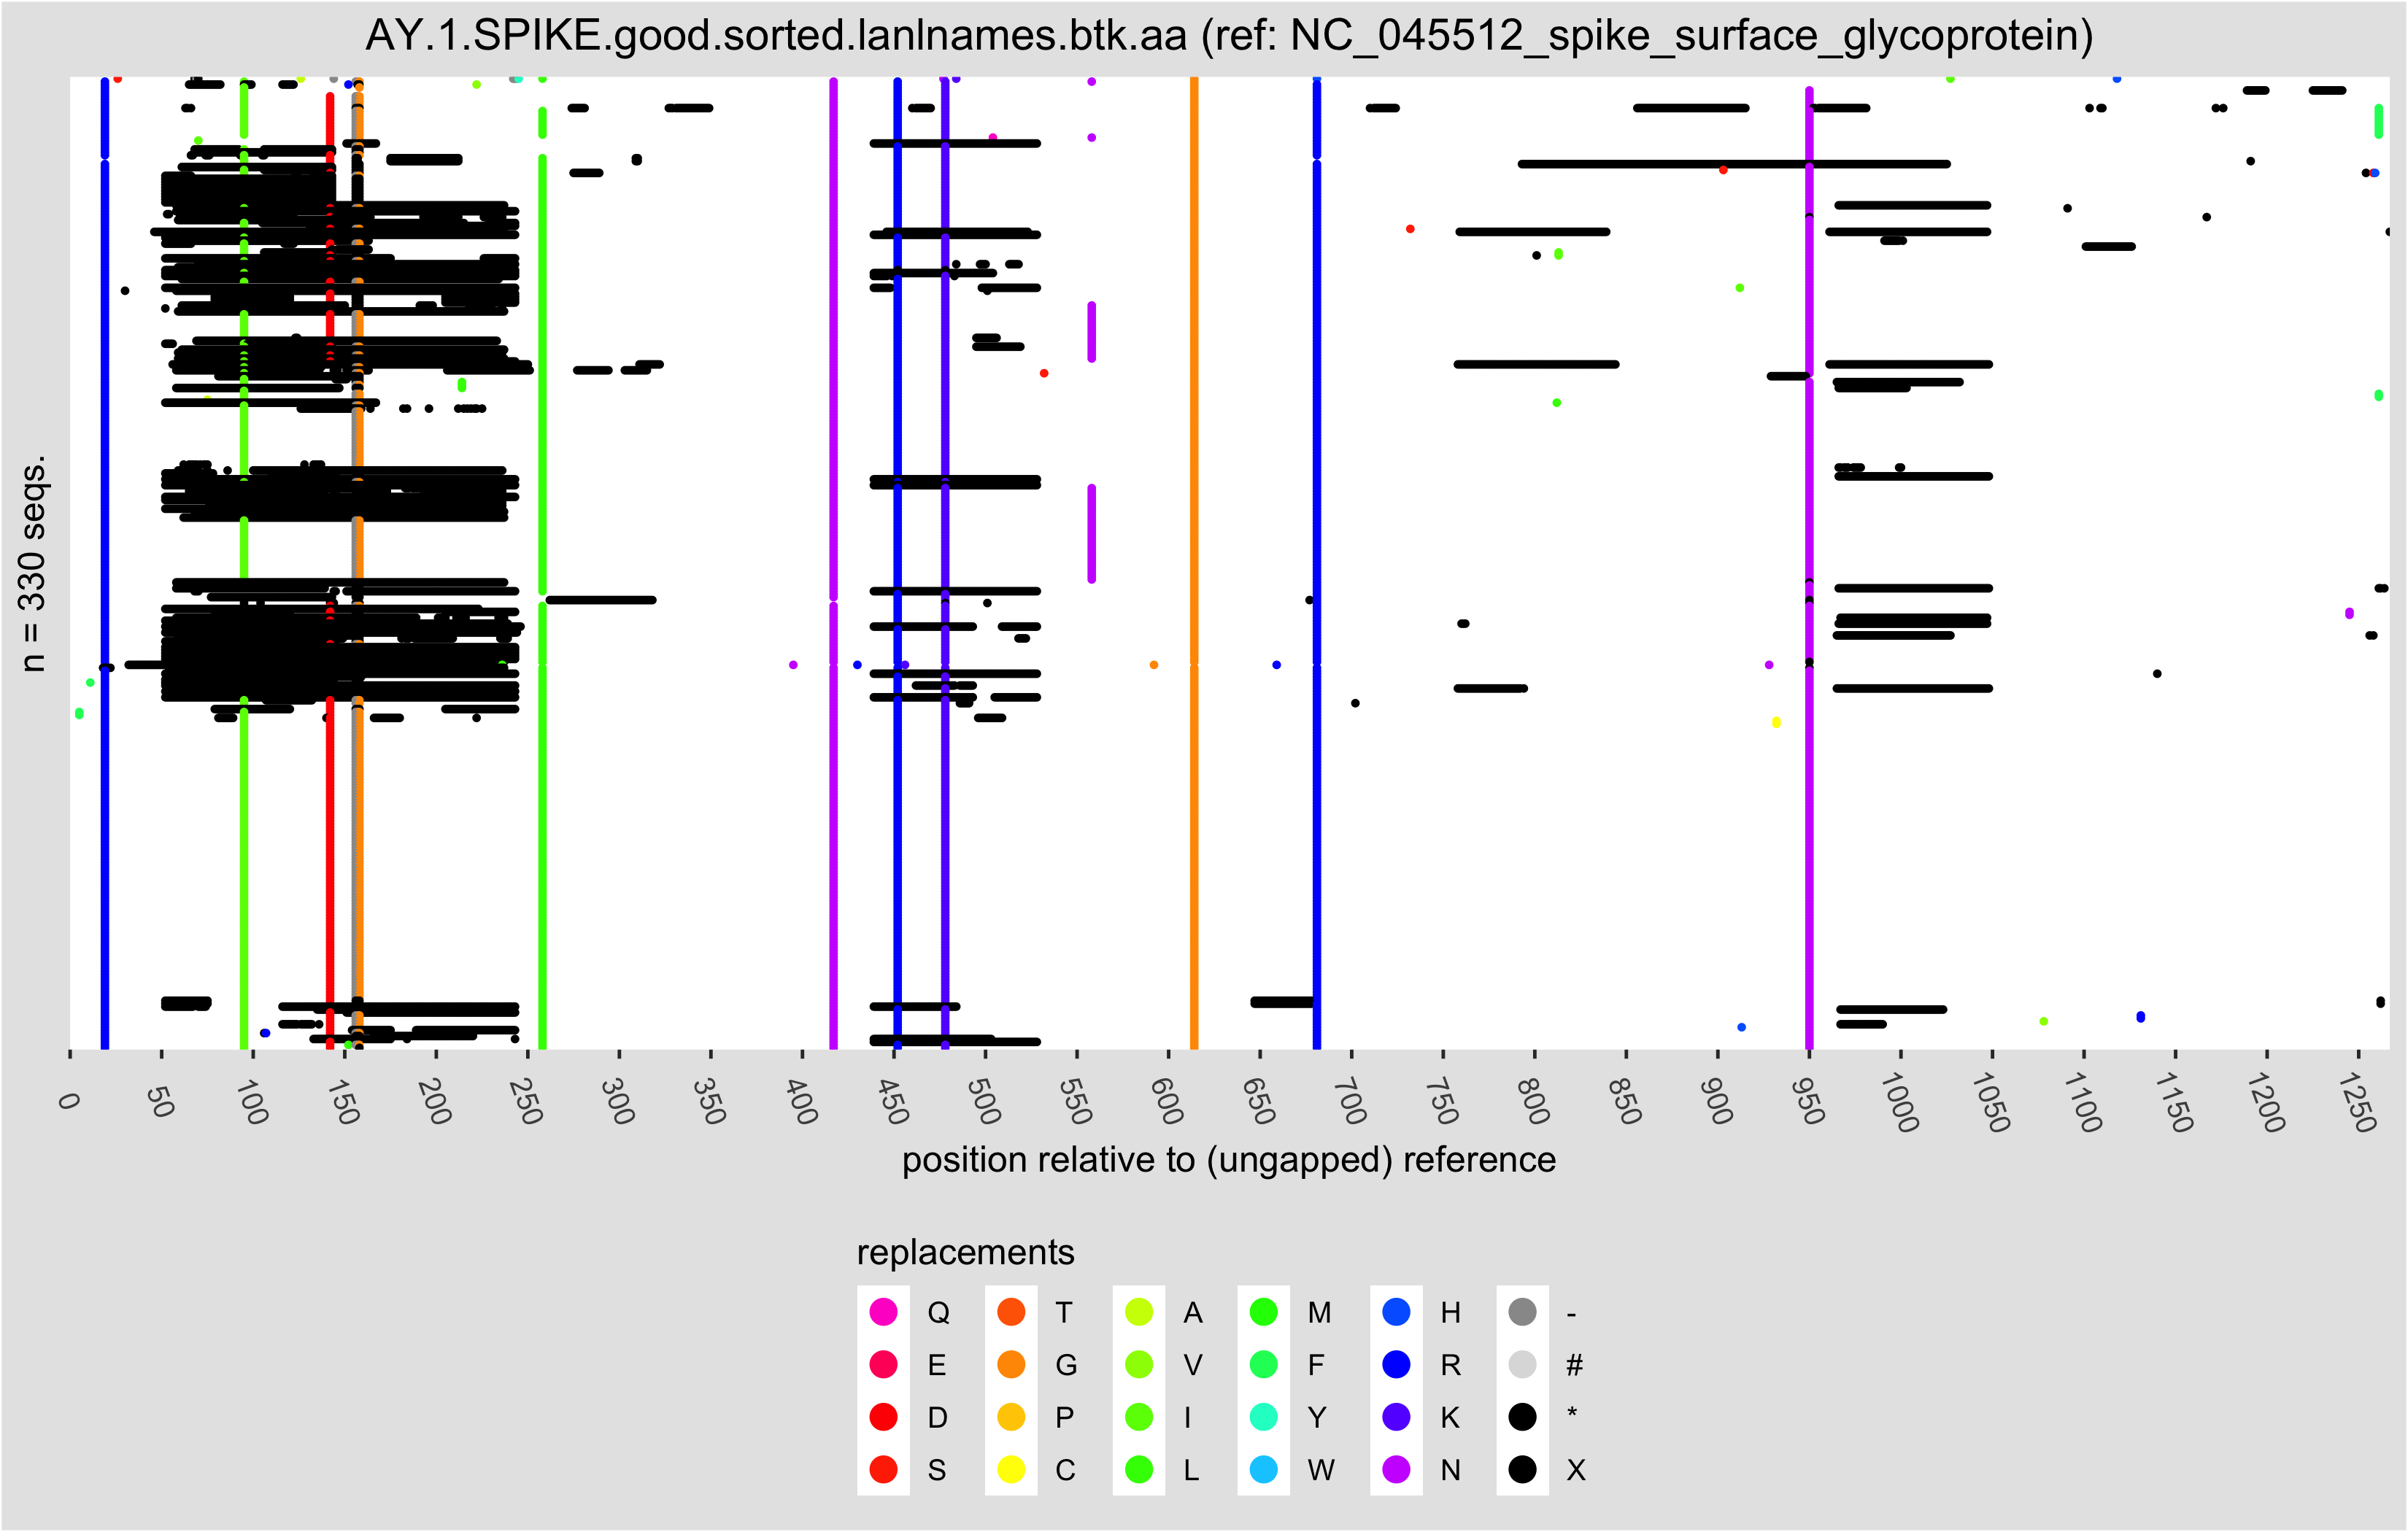 AY.1.SPIKE.good.sorted.lanlnames.btk.aa (ref: NC_045512_spike_surface_glycoprotein)
n = 330 seqs.
0 50 100 150 200 250 300 350 400 450 500 550 600 650 700 750 800 850 900 950 1000 1050 1100 1150 1200 1250
position relative to (ungapped) reference
replacements
Q T A M H -
E G V F R #
D P I Y K *
S C L W N X